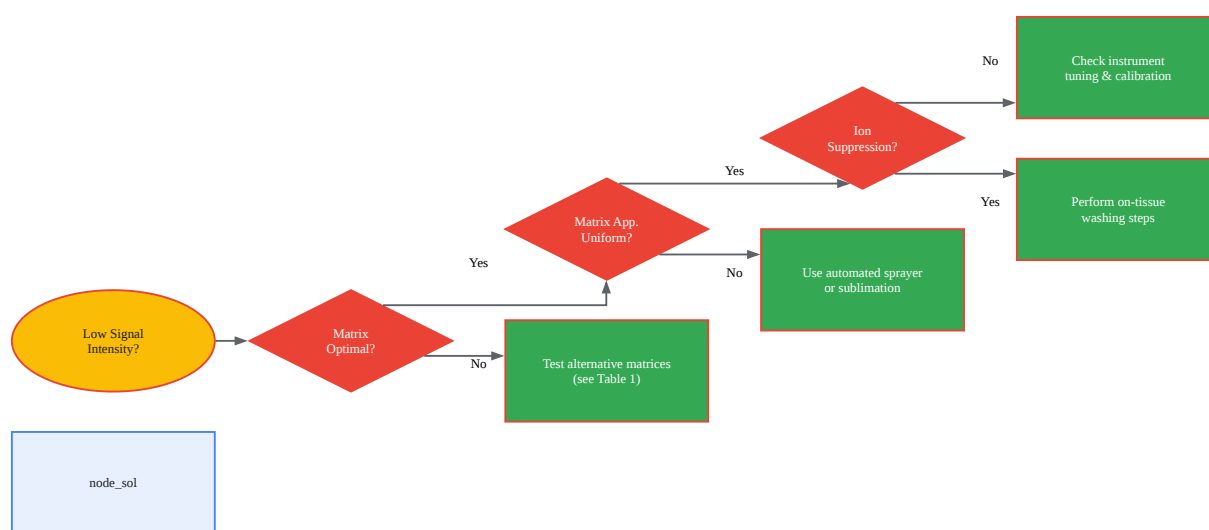 Low Signal
Intensity?
Matrix
Optimal?
Yes
No
Test alternative matrices
(see Table 1)
Matrix App.
Uniform?
Yes
No
Use automated sprayer
or sublimation
Ion
Suppression?
No
Check instrument
tuning & calibration
Yes
Perform on-tissue
washing steps
node_sol